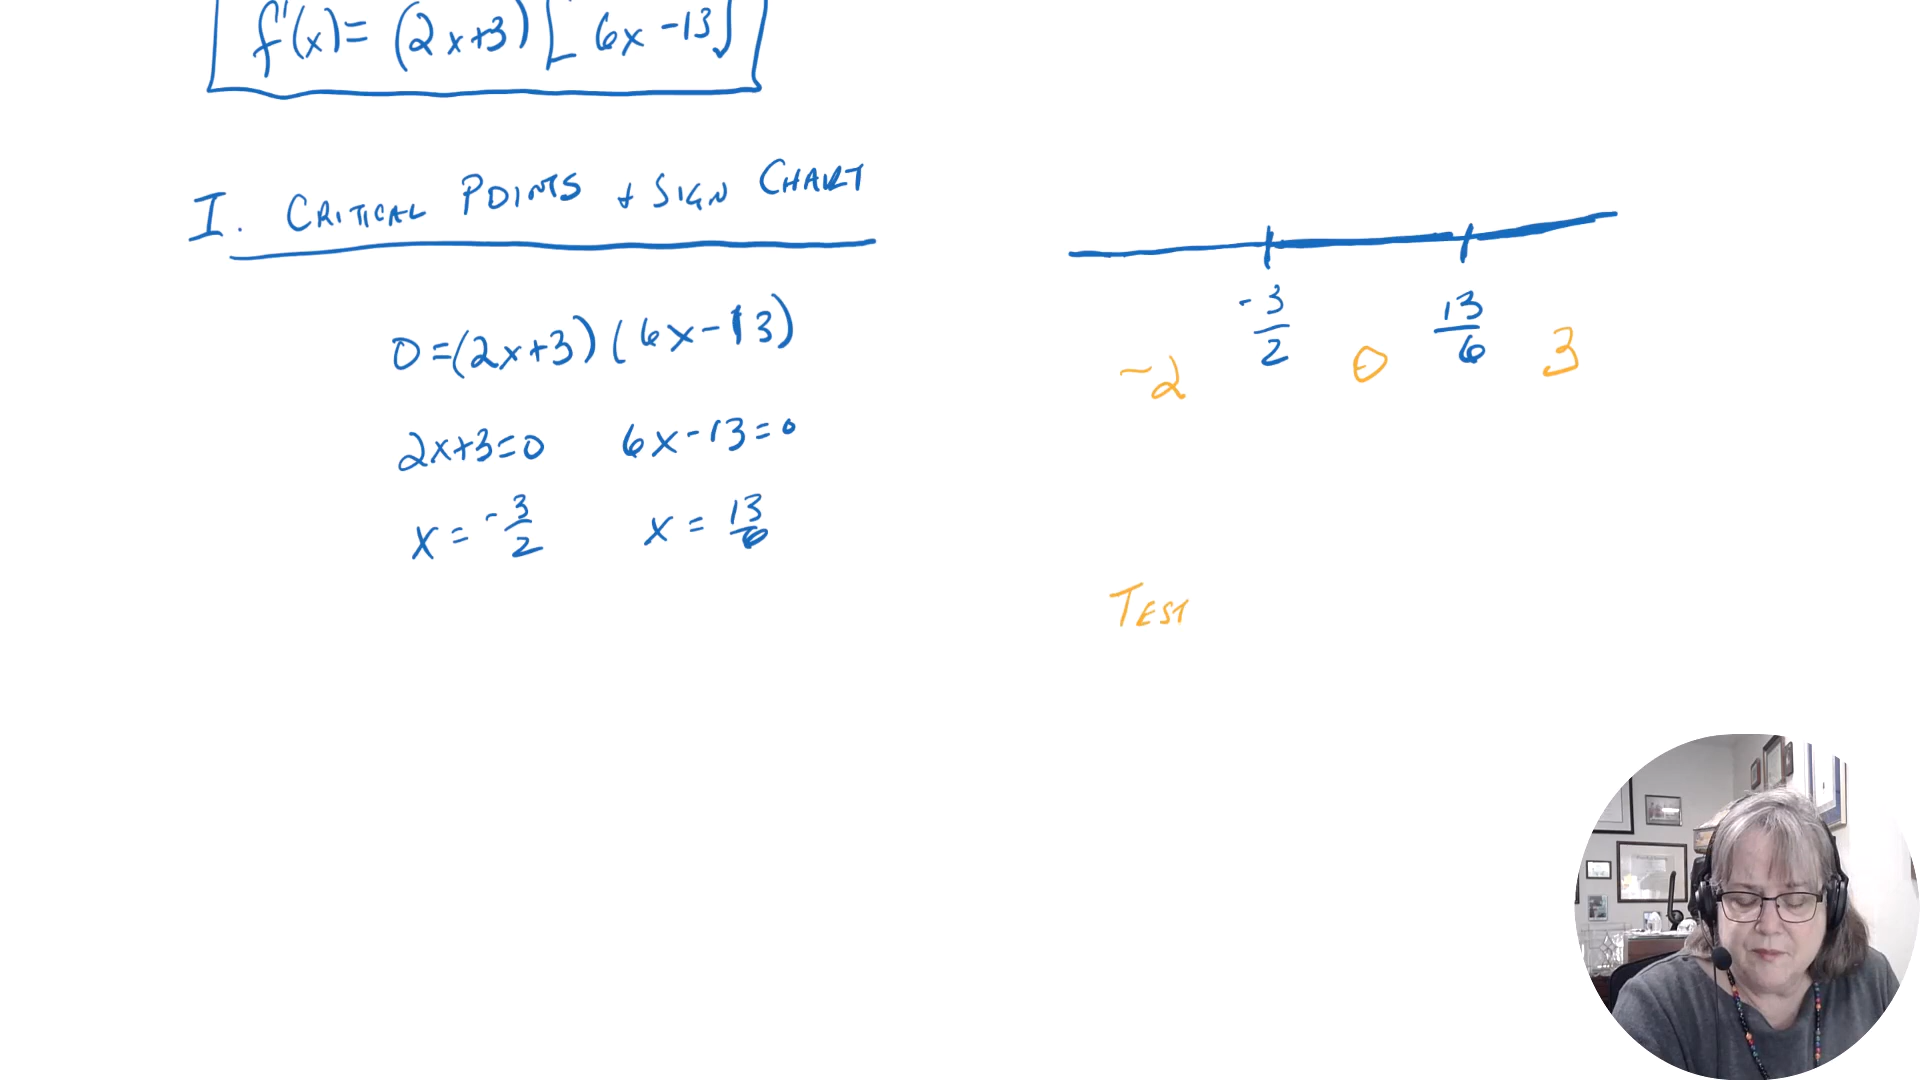 f'(x)= (2x+3) [ 6x -13]
I. CRITICAL POINTS + SIGN CHART
0 =(2x+3) (6x-13)
2x+3=0 6x-13=0
x = -3/2 x = 13/6
-3/2 13/6
-2 0 3
TEST